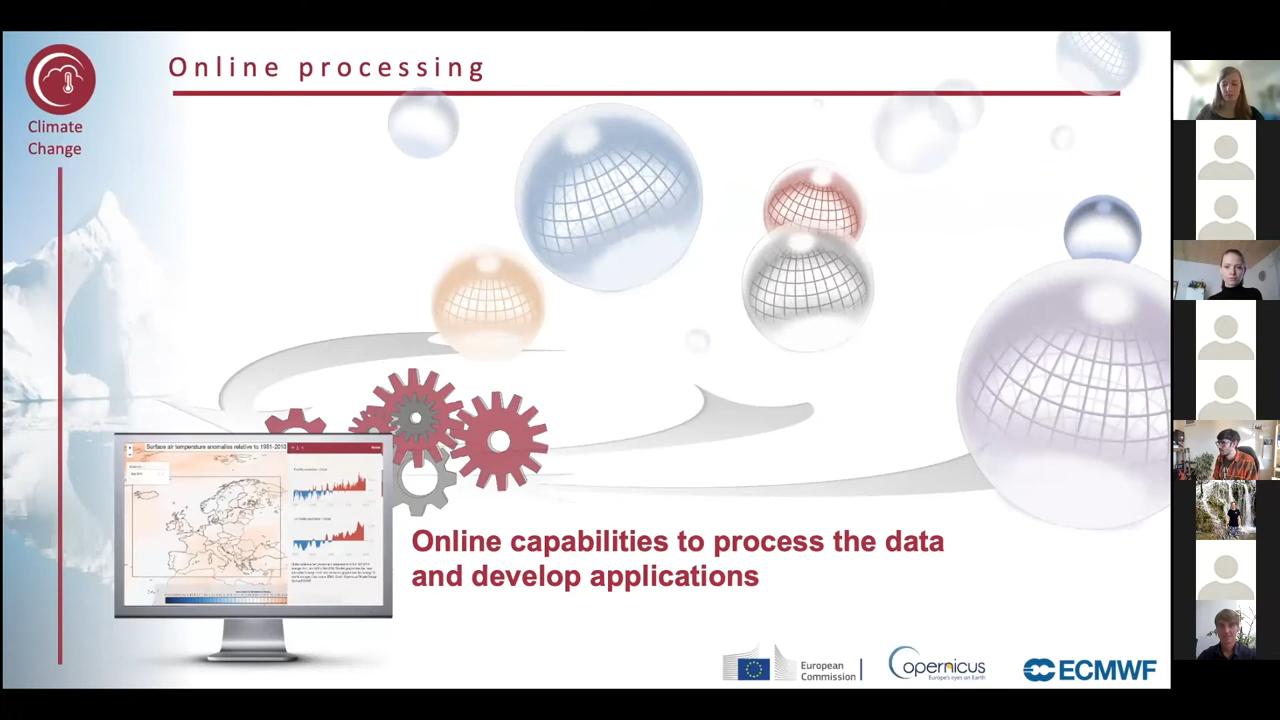 Online processing
Climate
Change
Surface air temperature anomalies relative to 1981-2010
Online capabilities to process the data
and develop applications
European
Commission
opernicus
Europe's eyes on Earth
ECMWF